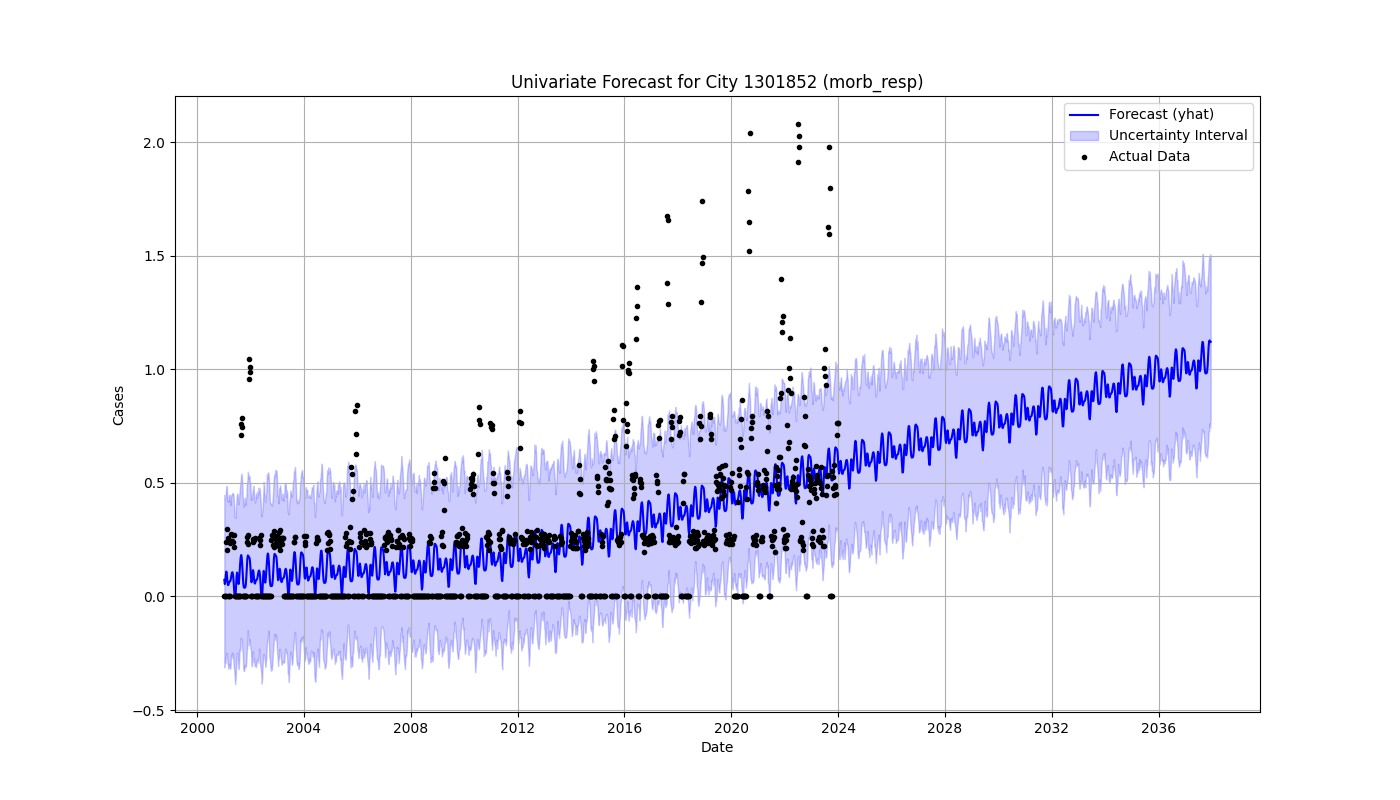 Univariate Forecast for City 1301852 (morb_resp)
Forecast (yhat)
Uncertainty Interval
Actual Data
Cases
2.0
1.5
1.0
0.5
0.0
−0.5
2000 2004 2008 2012 2016 2020 2024 2028 2032 2036
Date